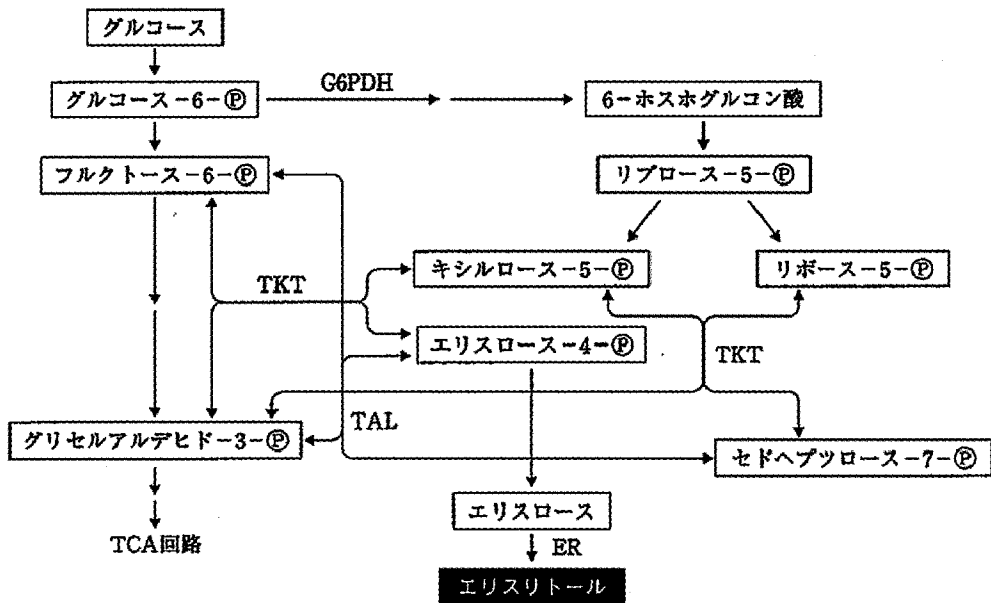 グルコース
グルコース-6-Ⓟ
G6PDH
6-ホスホグルコン酸
フルクトース-6-Ⓟ
リブロース-5-Ⓟ
キシルロース-5-Ⓟ
リボース-5-Ⓟ
TKT
エリスロース-4-Ⓟ
TKT
TAL
グリセルアルデヒド-3-Ⓟ
セドヘプツロース-7-Ⓟ
エリスロース
TCA回路
ER
エリスリトール